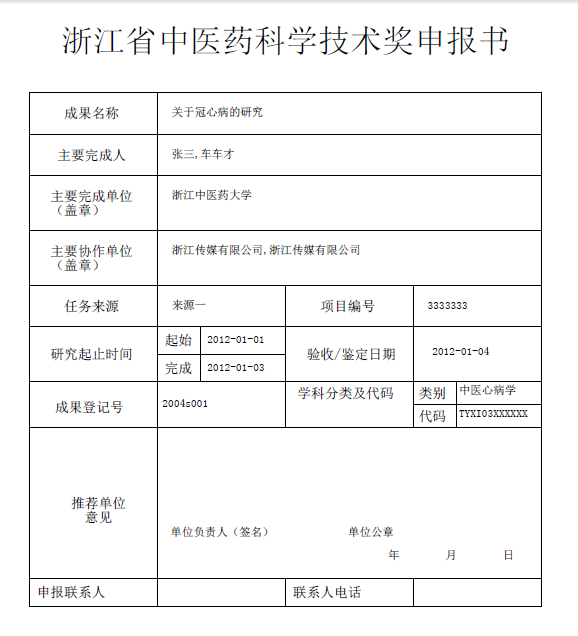 浙江省中医药科学技术奖申报书
成果名称 关于冠心病的研究
主要完成人 张三,车车才
主要完成单位
（盖章） 浙江中医药大学
主要协作单位
（盖章） 浙江传媒有限公司,浙江传媒有限公司
任务来源 来源一 项目编号 3333333
研究起止时间 起始 2012-01-01 验收/鉴定日期 2012-01-04
完成 2012-01-03
成果登记号 2004s001 学科分类及代码 类别 中医心病学
代码 TYXI03XXXXXX
推荐单位
意见
单位负责人（签名） 单位公章
年 月 日
申报联系人 联系人电话